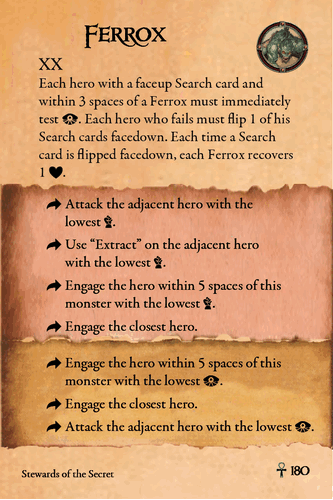 Ferrox
XX
Each hero with a faceup Search card and
within 3 spaces of a Ferrox must immediately
test . Each hero who fails must flip 1 of his
Search cards facedown. Each time a Search
card is flipped facedown, each Ferrox recovers
1 ♥.
Attack the adjacent hero with the
lowest .
Use “Extract” on the adjacent hero
with the lowest .
Engage the hero within 5 spaces of this
monster with the lowest .
Engage the closest hero.
Engage the hero within 5 spaces of this
monster with the lowest .
Engage the closest hero.
Attack the adjacent hero with the lowest .
Stewards of the Secret
180